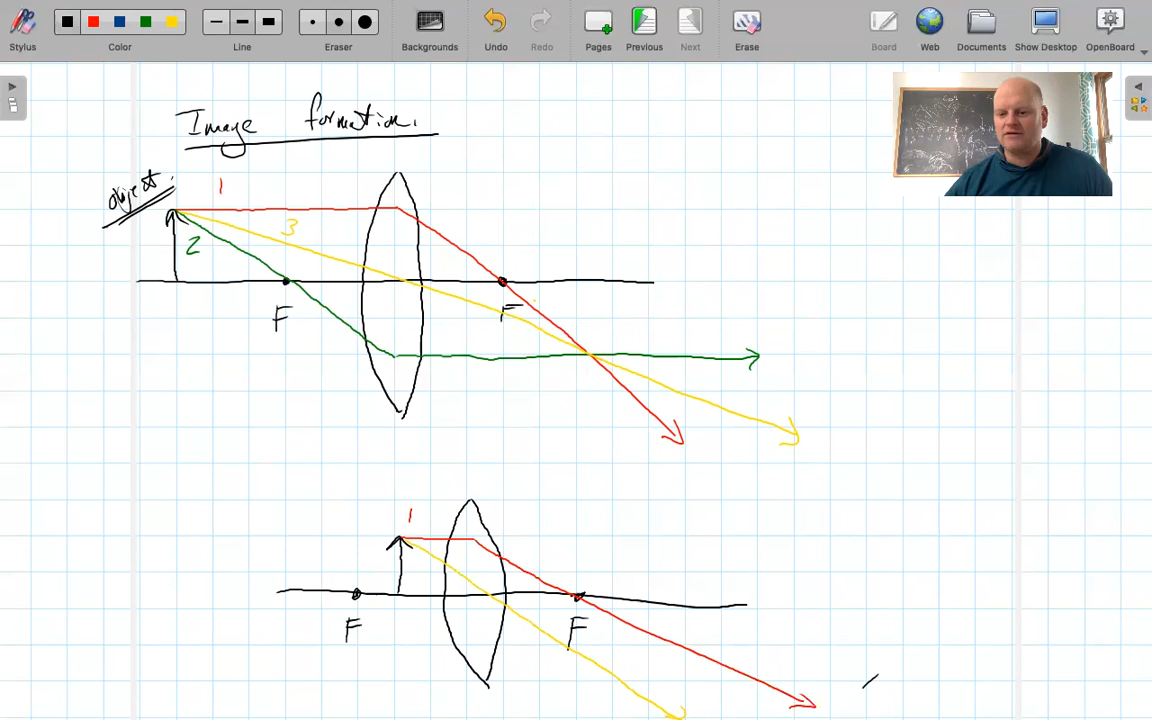 Stylus
Color
Line
Eraser
Backgrounds
Undo
Redo
Pages
Previous
Next
Erase
Board
Web
Documents
Show Desktop
OpenBoard
Image formation.
object.
1
2
3
F
F
1
F
F